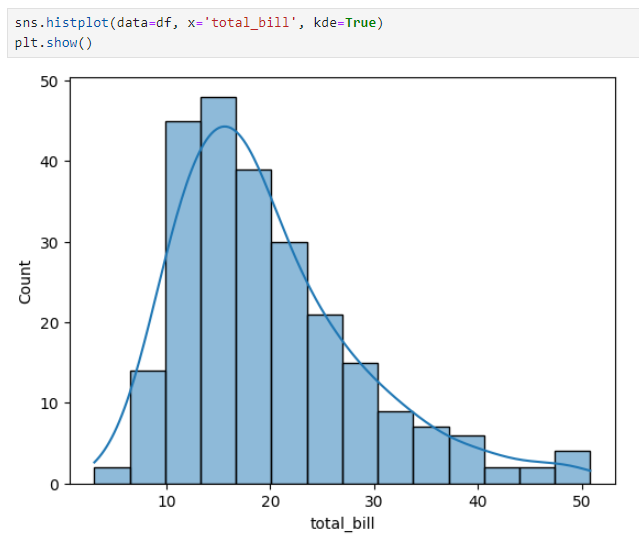 sns.histplot(data=df, x='total_bill', kde=True)
plt.show()
50
40
30
20
10
0
Count
10 20 30 40 50
total_bill